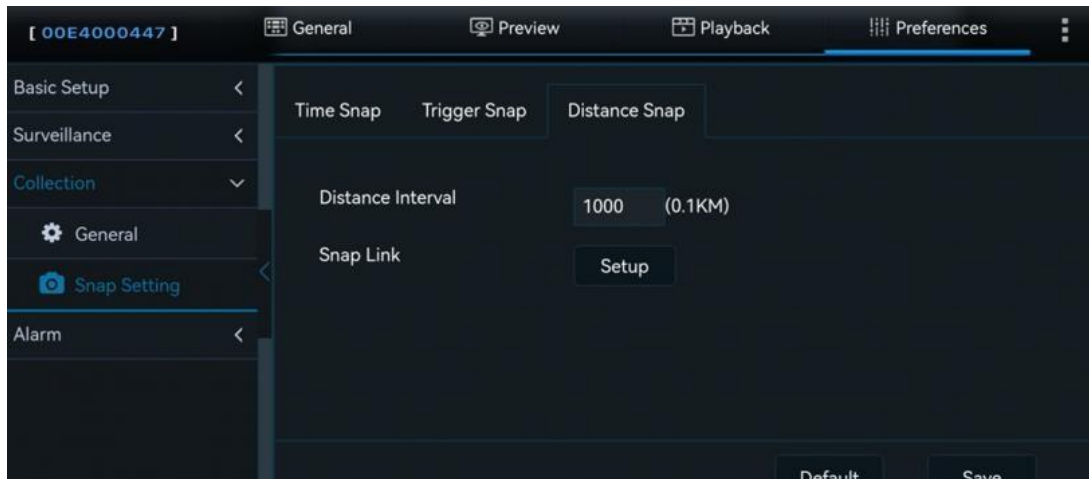 [ 00E4000447 ]
General
Preview
Playback
Preferences
Basic Setup
Surveillance
Collection
General
Snap Setting
Alarm
Time Snap
Trigger Snap
Distance Snap
Distance Interval
1000 (0.1KM)
Snap Link
Setup
Default
Save